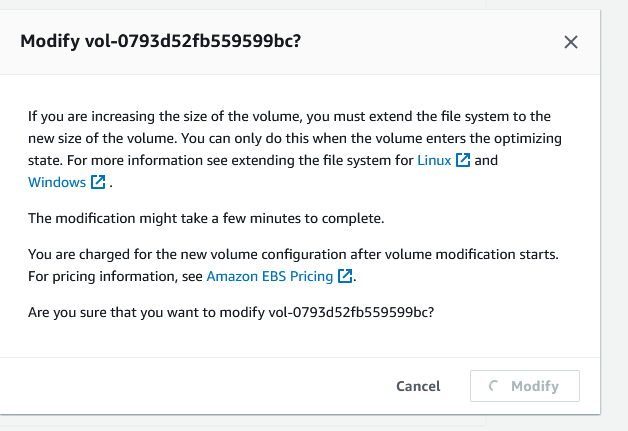 Modify vol-0793d52fb559599bc?
If you are increasing the size of the volume, you must extend the file system to the
new size of the volume. You can only do this when the volume enters the optimizing
state. For more information see extending the file system for Linux and
Windows .
The modification might take a few minutes to complete.
You are charged for the new volume configuration after volume modification starts.
For pricing information, see Amazon EBS Pricing .
Are you sure that you want to modify vol-0793d52fb559599bc?
Cancel Modify